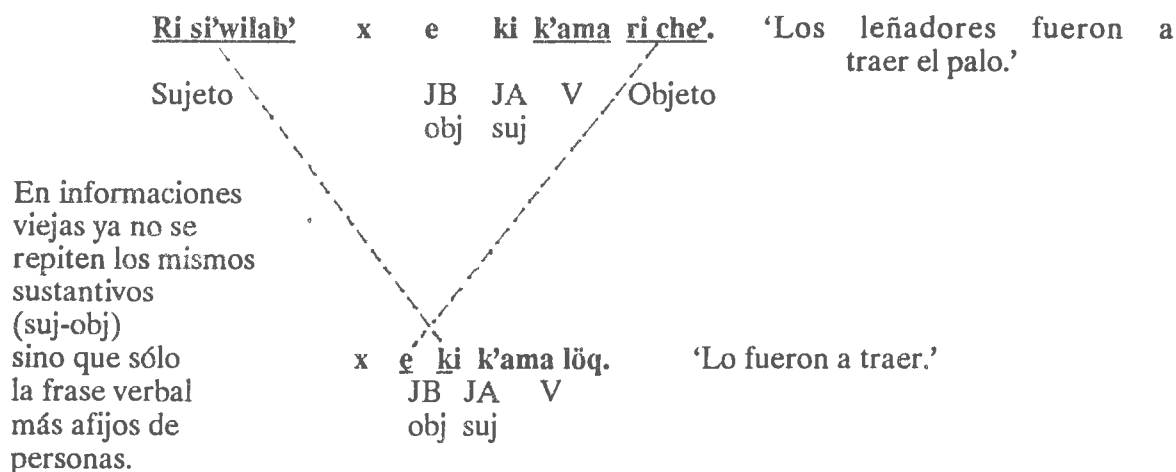 Ri si'wilab' x e ki k'ama ri che'. 'Los leñadores fueron a
traer el palo.'
Sujeto JB JA V Objeto
obj suj
En informaciones
viejas ya no se
repiten los mismos
sustantivos
(suj-obj)
sino que sólo x e ki k'ama löq. 'Lo fueron a traer.'
la frase verbal JB JA V
más afijos de obj suj
personas.